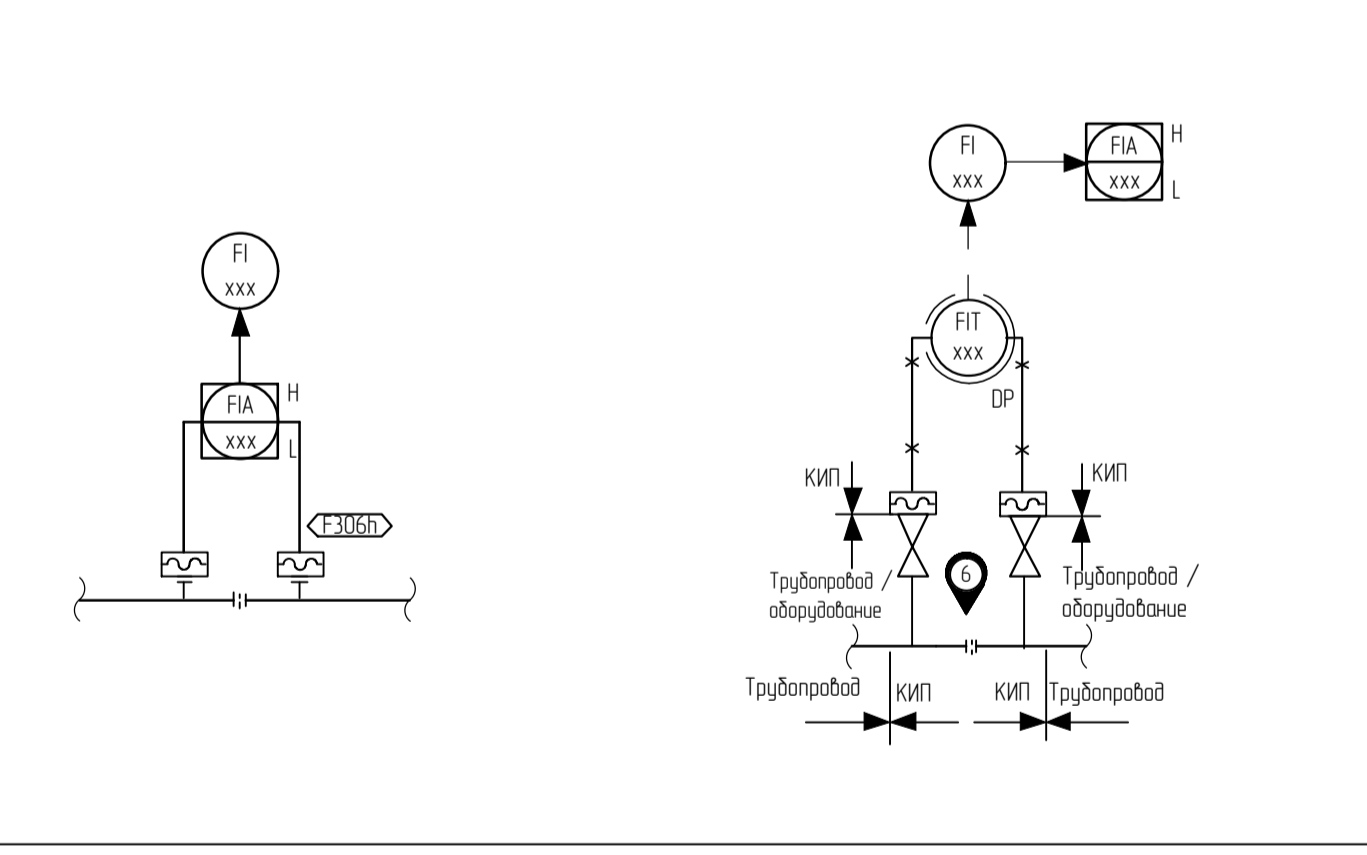 FI
xxx
FIA
xxx
H
L
F306h
FI
xxx
FIA
xxx
H
L
FIT
xxx
DP
КИП
КИП
Трубопровод /
оборудование
6
Трубопровод /
оборудование
Трубопровод
КИП
КИП
Трубопровод